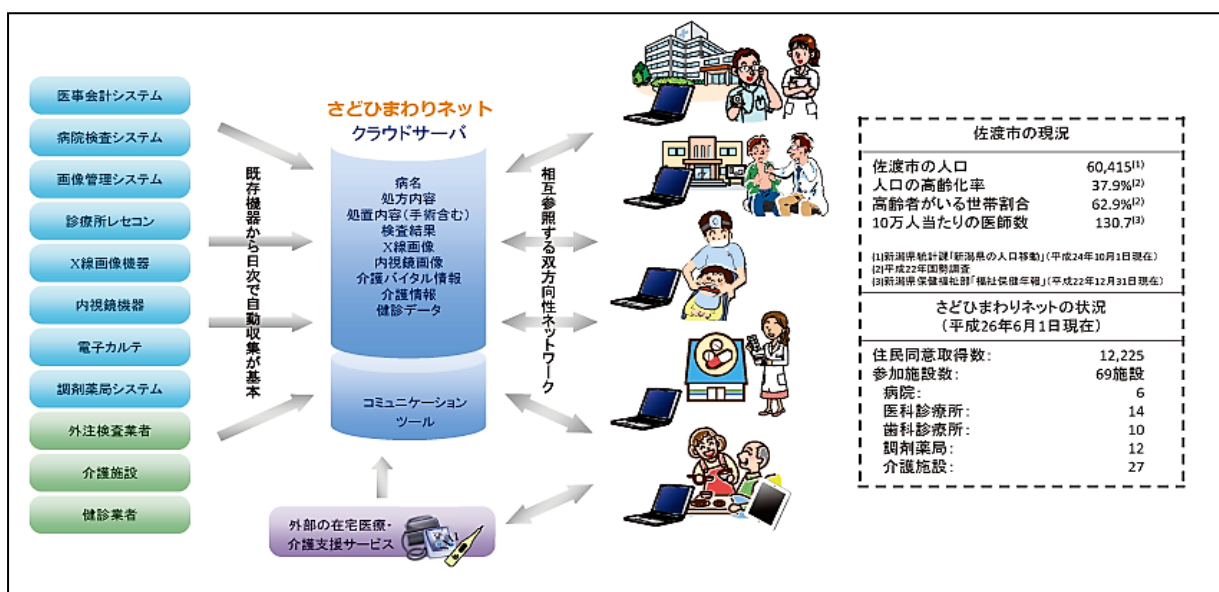 医事会計システム
病院検査システム
画像管理システム
診療所レセコン
X線画像機器
内視鏡機器
電子カルテ
調剤薬局システム
外注検査業者
介護施設
健診業者
既存機器から日次で自動収集が基本
さどひまわりネット
クラウドサーバ
病名
処方内容
処置内容(手術含む)
検査結果
X線画像
内視鏡画像
介護バイタル情報
介護情報
健診データ
コミュニケーション
ツール
外部の在宅医療・
介護支援サービス
相互参照する双方向性ネットワーク
佐渡市の現況
佐渡市の人口 60,415(1)
人口の高齢化率 37.9%(2)
高齢者がいる世帯割合 62.9%(2)
10万人当たりの医師数 130.7(3)
(1)新潟県統計課「新潟県の人口移動」(平成24年10月1日現在)
(2)平成22年国勢調査
(3)新潟県保健福祉部「福祉保健年報」(平成22年12月31日現在)
さどひまわりネットの状況
(平成26年6月1日現在)
住民同意取得数: 12,225
参加施設数: 69施設
病院: 6
医科診療所: 14
歯科診療所: 10
調剤薬局: 12
介護施設: 27